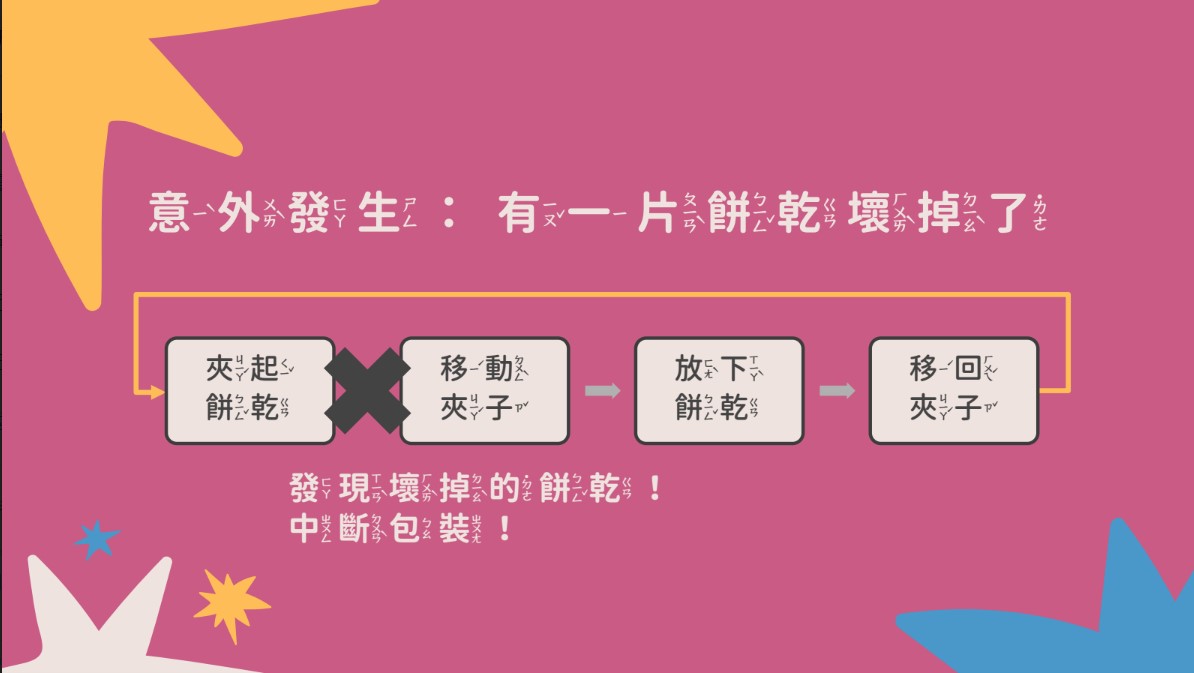 意外發生： 有一片餅乾壞掉了
夾起
餅乾
移動
夾子
放下
餅乾
移回
夾子
發現壞掉的餅乾！
中斷包裝！